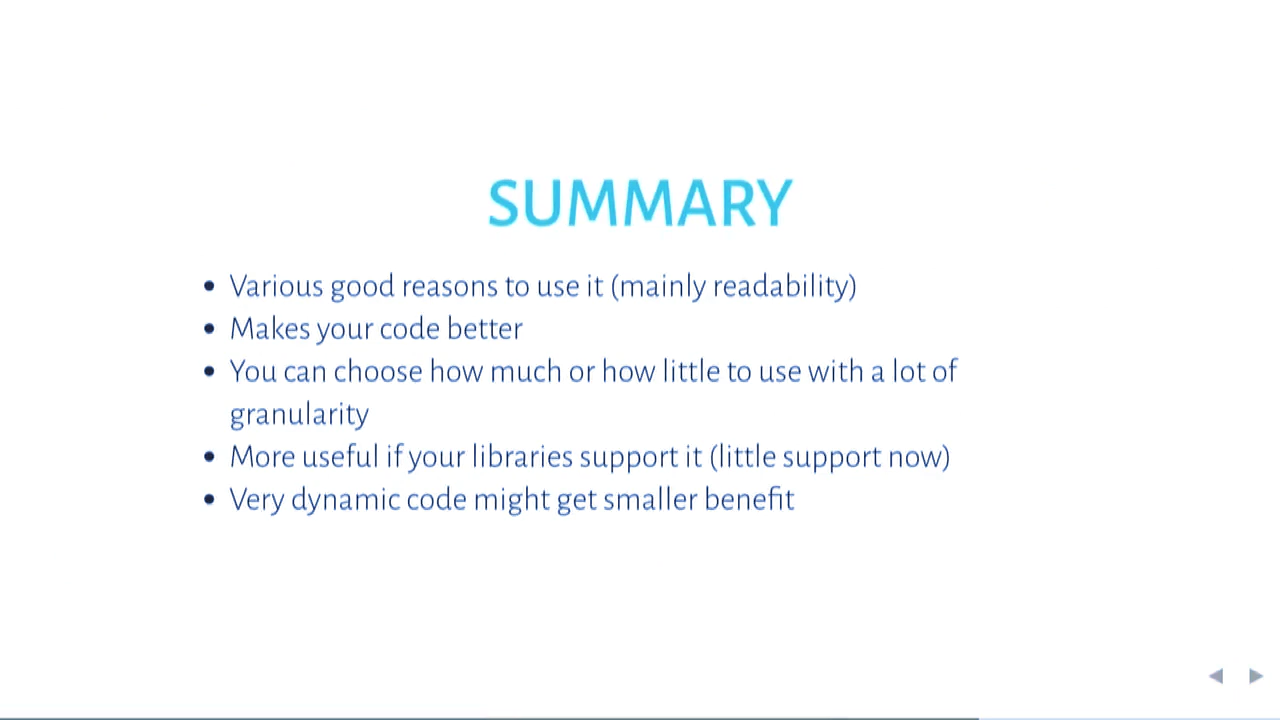 SUMMARY
• Various good reasons to use it (mainly readability)
• Makes your code better
• You can choose how much or how little to use with a lot of
granularity
• More useful if your libraries support it (little support now)
• Very dynamic code might get smaller benefit